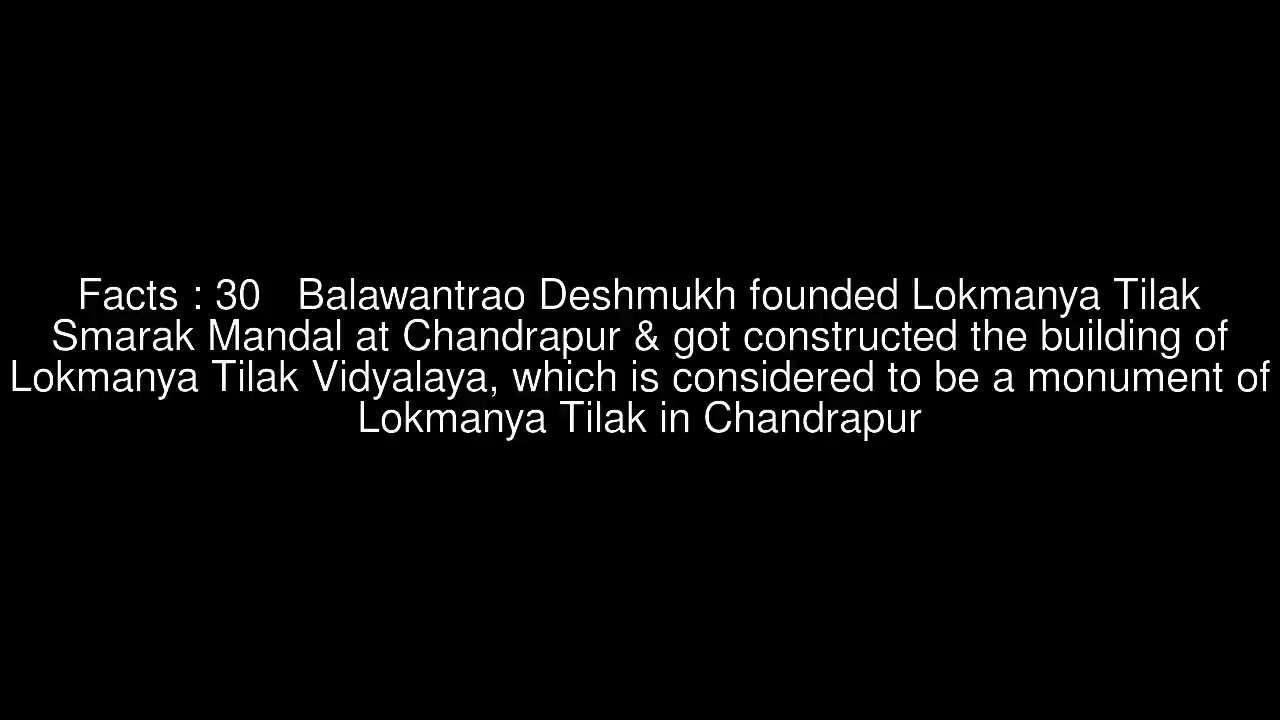 Facts : 30   Balawantrao Deshmukh founded Lokmanya Tilak
Smarak Mandal at Chandrapur & got constructed the building of
Lokmanya Tilak Vidyalaya, which is considered to be a monument of
Lokmanya Tilak in Chandrapur